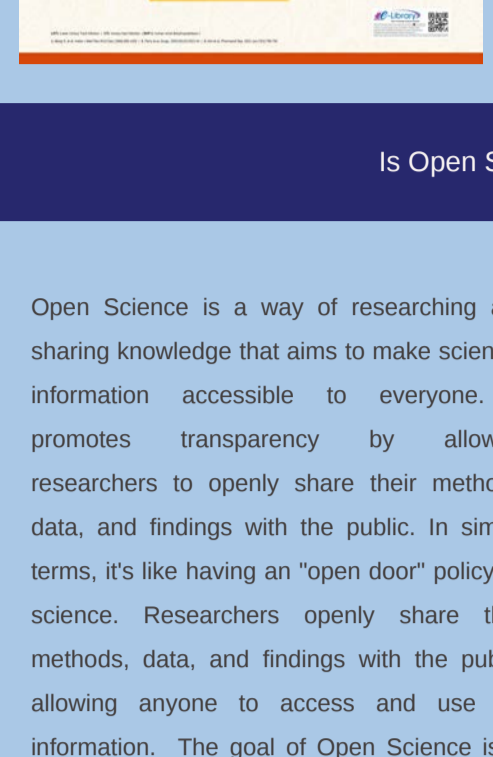 e-Library
Is Open S
Open Science is a way of researching a
sharing knowledge that aims to make scien
information accessible to everyone.
promotes transparency by allow
researchers to openly share their metho
data, and findings with the public. In sim
terms, it's like having an "open door" policy
science. Researchers openly share th
methods, data, and findings with the pub
allowing anyone to access and use
information. The goal of Open Science is